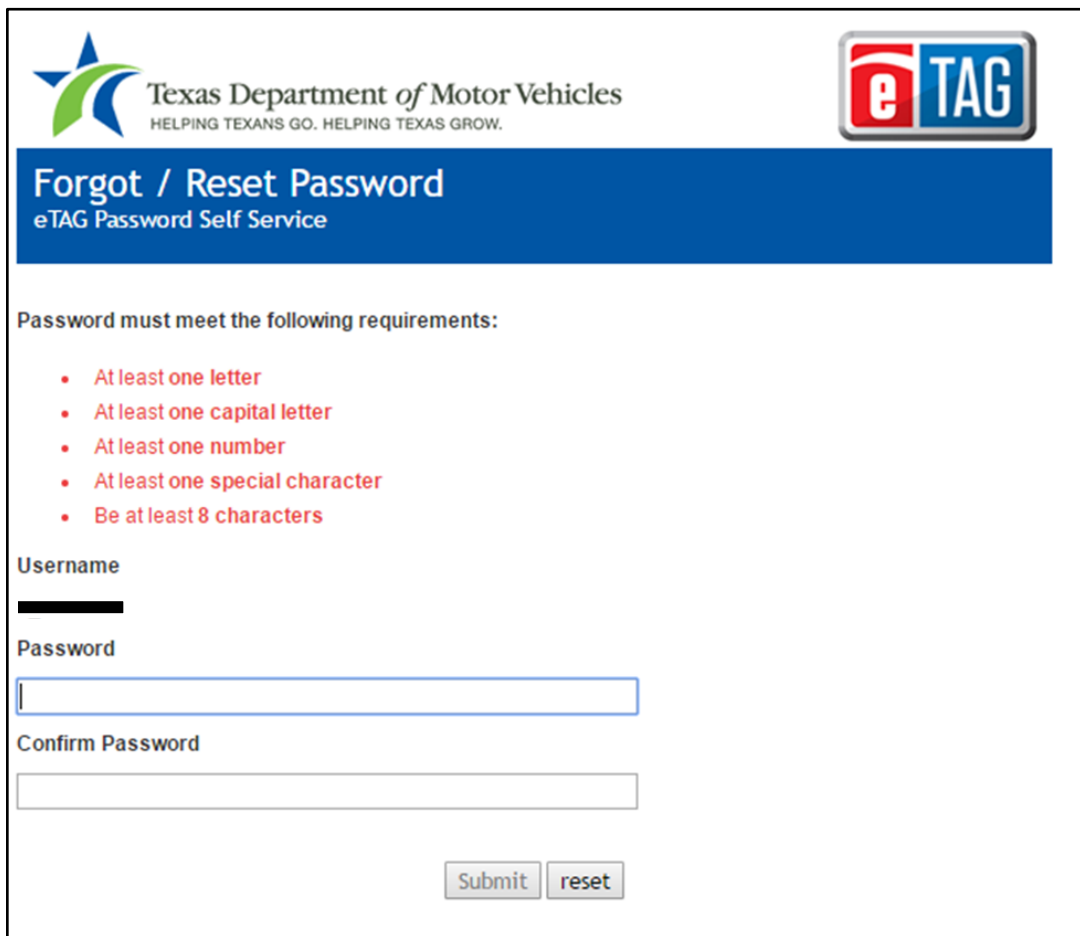 Texas Department of Motor Vehicles
HELPING TEXANS GO. HELPING TEXAS GROW.
e TAG
Forgot / Reset Password
eTAG Password Self Service
Password must meet the following requirements:
• At least one letter
• At least one capital letter
• At least one number
• At least one special character
• Be at least 8 characters
Username
Password
Confirm Password
Submit reset